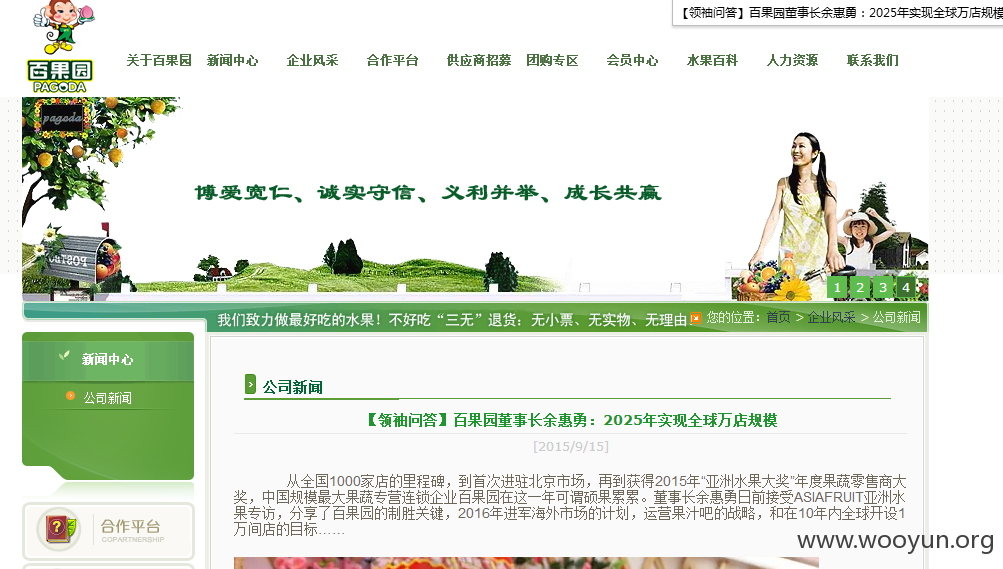 【领袖问答】百果园董事长余惠勇：2025年实现全球万店规模
百果园
PAGODA
关于百果园 新闻中心 企业风采 合作平台 供应商招募 团购专区 会员中心 水果百科 人力资源 联系我们
pagoda
博爱宽仁、诚实守信、义利并举、成长共赢
1 2 3 4
我们致力做最好吃的水果！不好吃“三无”退货：无小票、无实物、无理由！
您的位置：首页 > 企业风采 > 公司新闻
新闻中心
公司新闻
公司新闻
【领袖问答】百果园董事长余惠勇：2025年实现全球万店规模
[2015/9/15]
从全国1000家店的里程碑，到首次进驻北京市场，再到获得2015年“亚洲水果大奖”年度果蔬零售商大
奖，中国规模最大果蔬专营连锁企业百果园在这一年可谓硕果累累。董事长余惠勇日前接受ASIAFRUIT亚洲水
果专访，分享了百果园的制胜关键，2016年进军海外市场的计划，运营果汁吧的战略，和在10年内全球开设1
万间店的目标……
合作平台
COPARTNERSHIP
www.wooyun.org